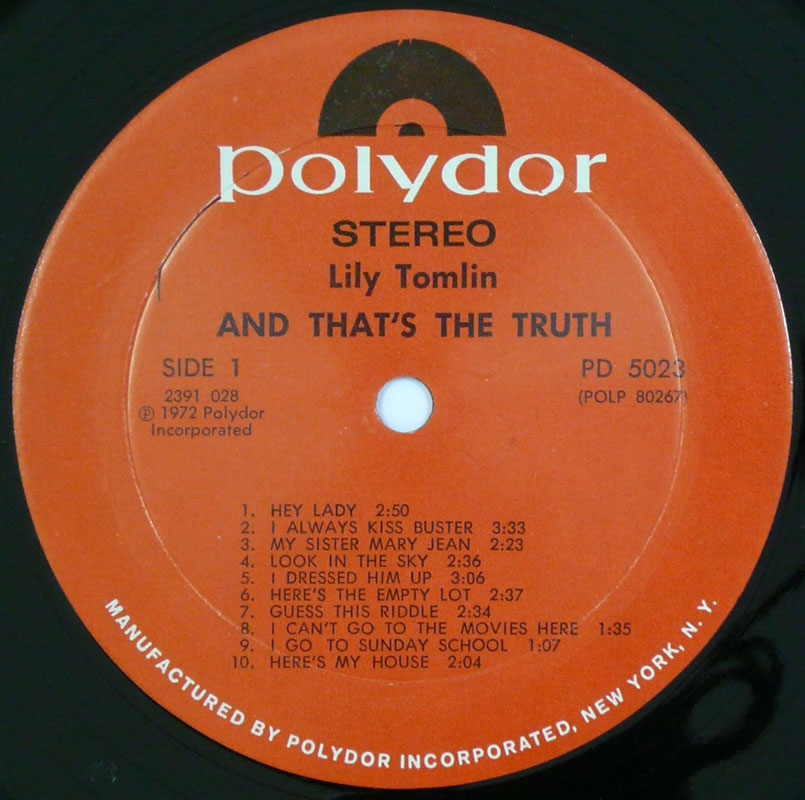 polydor
STEREO
Lily Tomlin
AND THAT'S THE TRUTH
SIDE 1
PD 5023
2391 028
(POLP 80267)
℗ 1972 Polydor
Incorporated
1. HEY LADY 2:50
2. I ALWAYS KISS BUSTER 3:33
3. MY SISTER MARY JEAN 2:23
4. LOOK IN THE SKY 2:36
5. I DRESSED HIM UP 3:06
6. HERE'S THE EMPTY LOT 2:37
7. GUESS THIS RIDDLE 2:34
8. I CAN'T GO TO THE MOVIES HERE 1:35
9. I GO TO SUNDAY SCHOOL 1:07
10. HERE'S MY HOUSE 2:04
MANUFACTURED BY POLYDOR INCORPORATED, NEW YORK, N.Y.